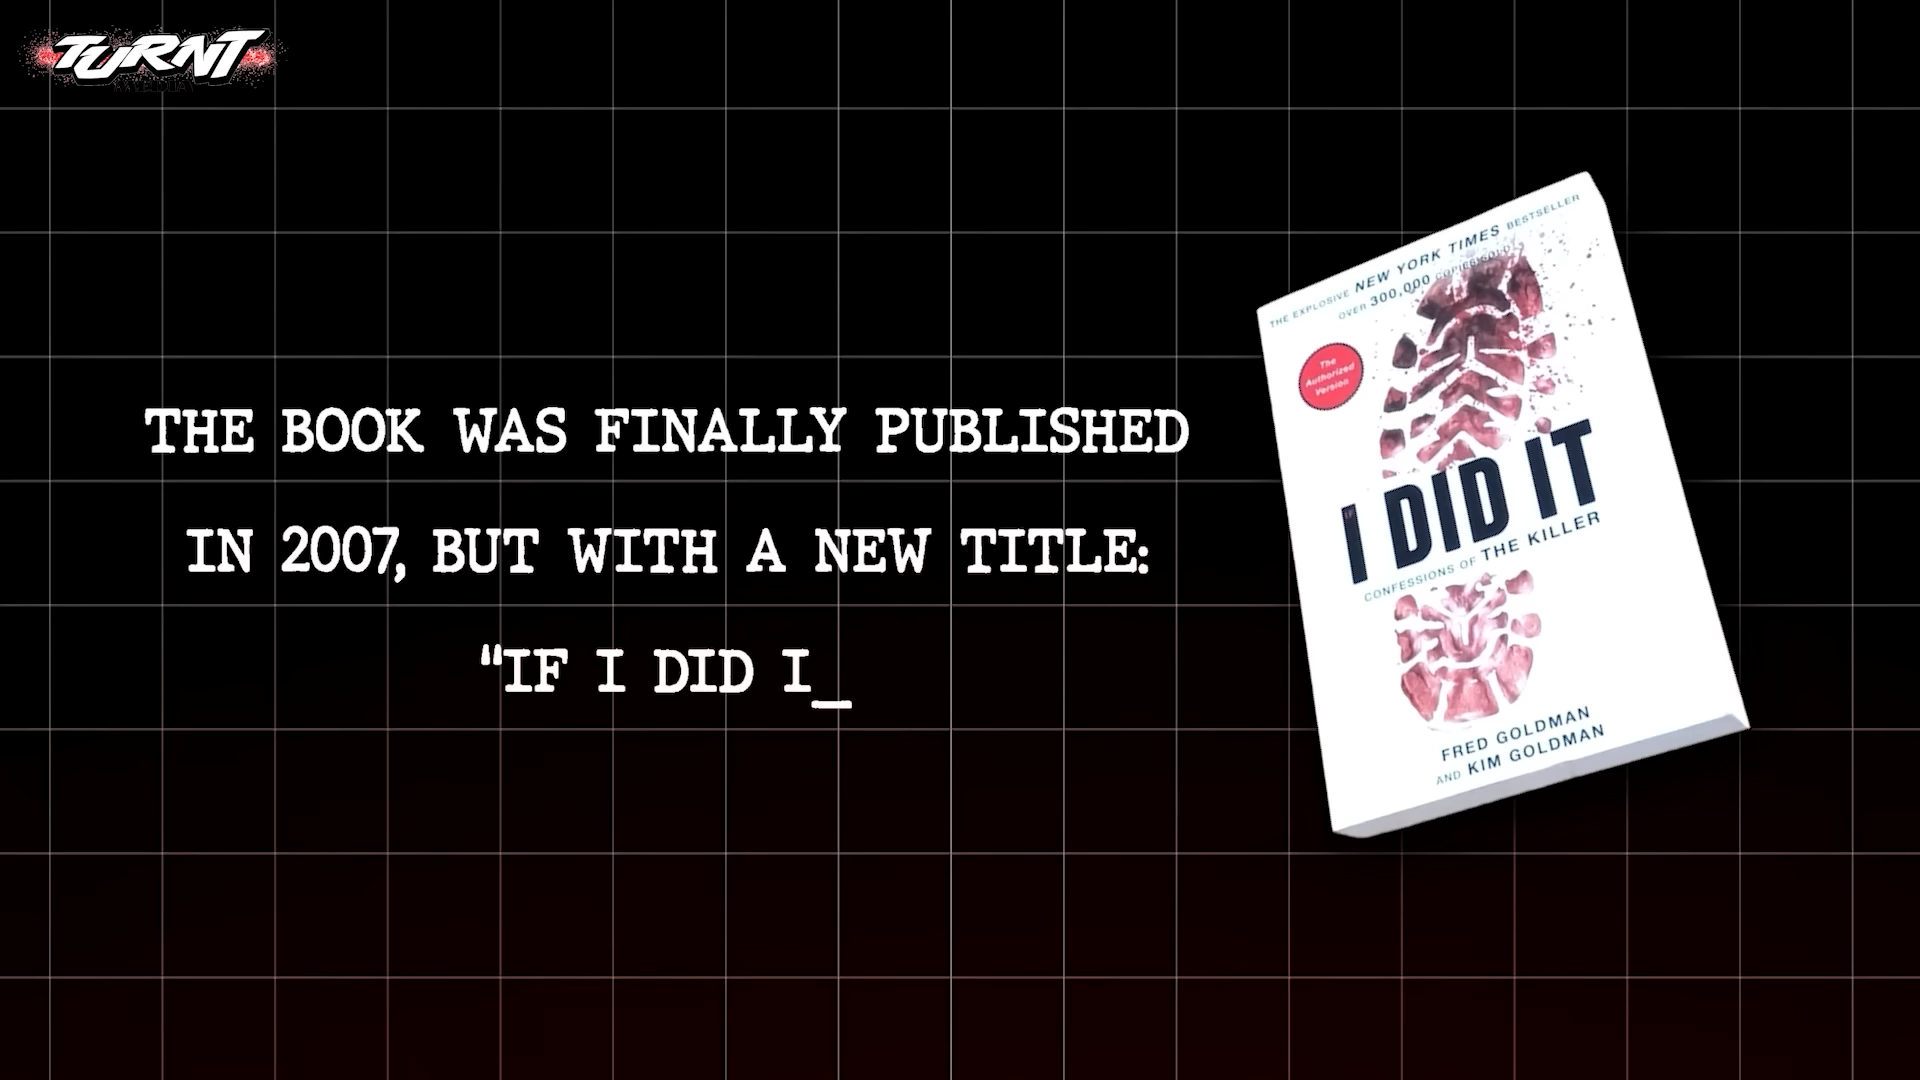 TURNT
THE BOOK WAS FINALLY PUBLISHED
IN 2007, BUT WITH A NEW TITLE:
"IF I DID I_
THE EXPLOSIVE NEW YORK TIMES BESTSELLER
OVER 300,000 COPIES SOLD
The
Authorized
Version
IF
I DID IT
CONFESSIONS OF THE KILLER
FRED GOLDMAN
AND KIM GOLDMAN